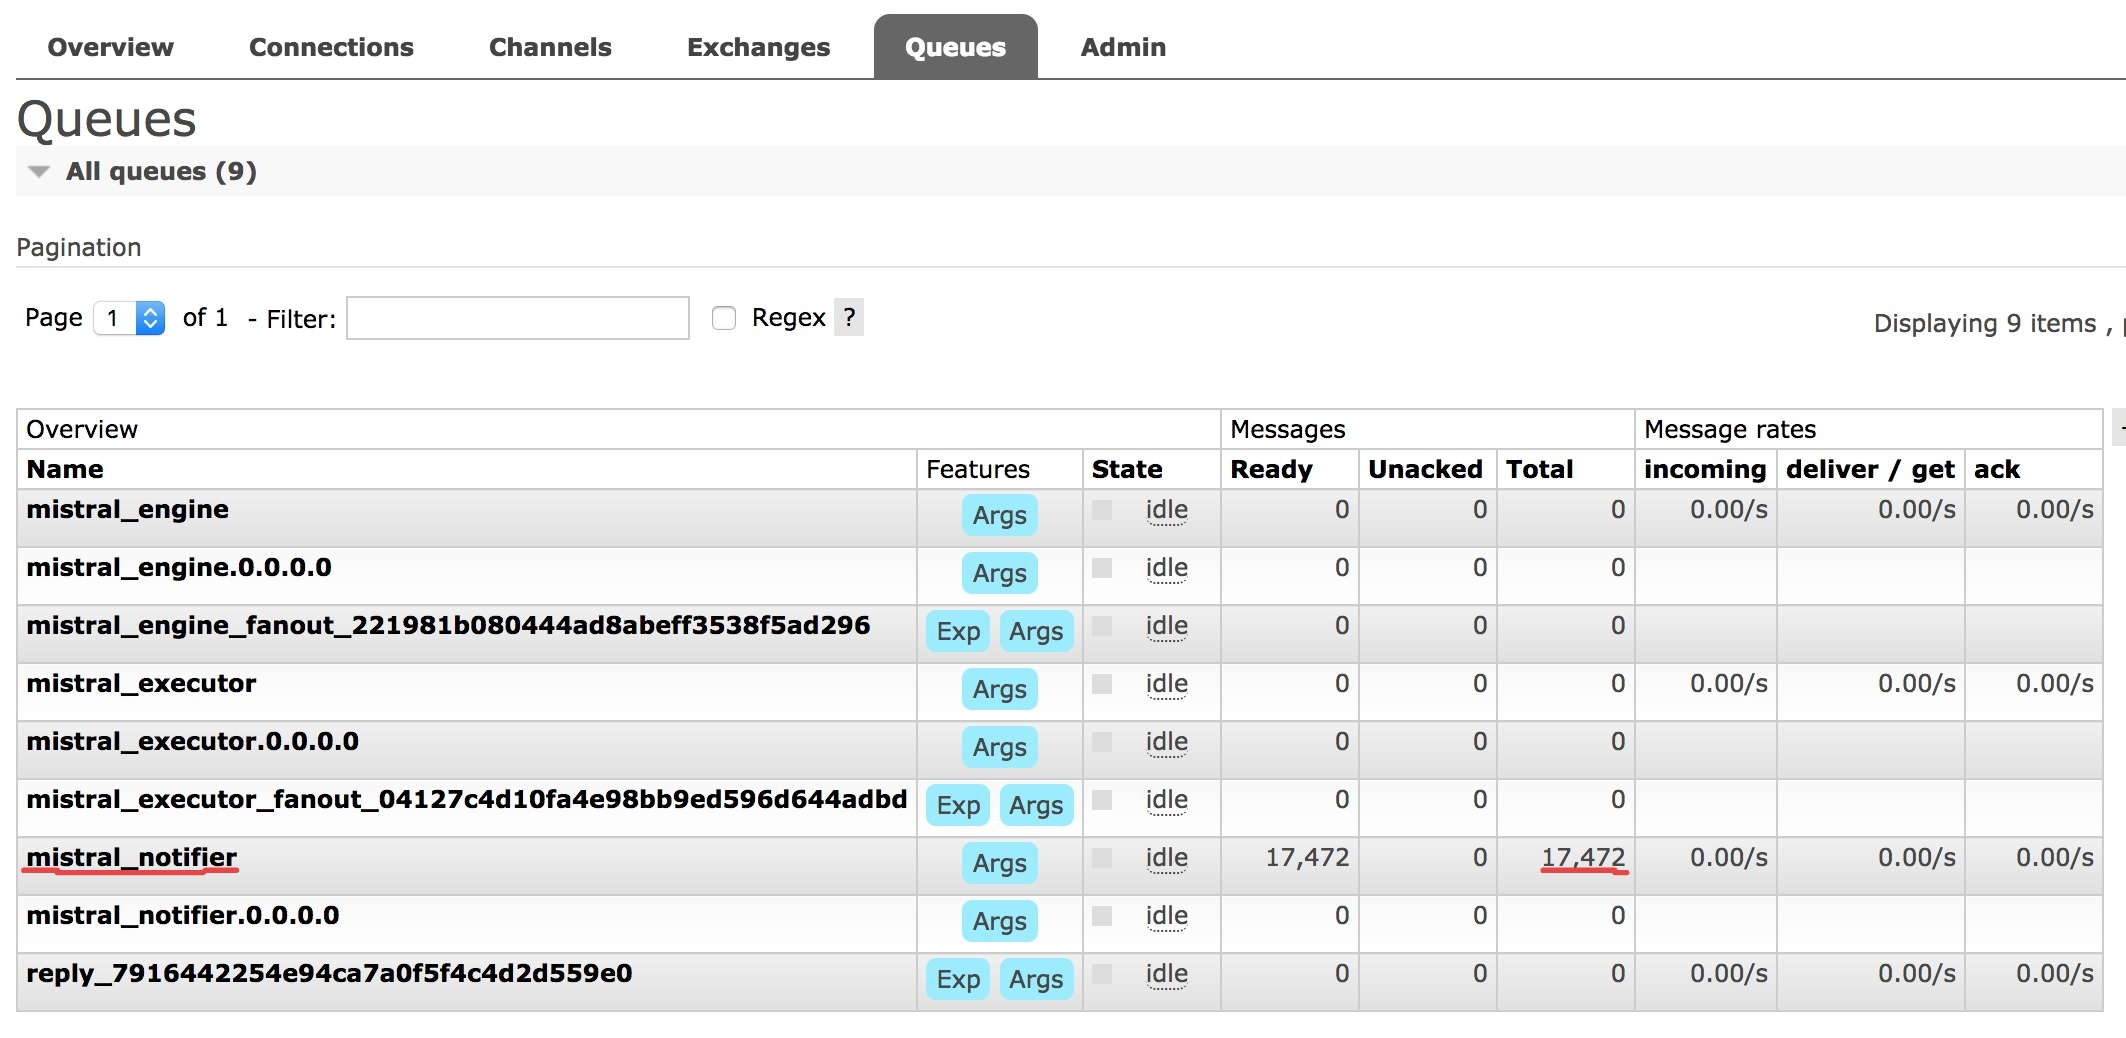 Overview Connections Channels Exchanges Queues Admin
Queues
All queues (9)
Pagination
Page 1 of 1 - Filter: Regex ?
Displaying 9 items ,
Overview Messages Message rates
Name Features State Ready Unacked Total incoming deliver / get ack
mistral_engine Args idle 0 0 0 0.00/s 0.00/s 0.00/s
mistral_engine.0.0.0.0 Args idle 0 0 0
mistral_engine_fanout_221981b080444ad8abeff3538f5ad296 Exp Args idle 0 0 0
mistral_executor Args idle 0 0 0 0.00/s 0.00/s 0.00/s
mistral_executor.0.0.0.0 Args idle 0 0 0
mistral_executor_fanout_04127c4d10fa4e98bb9ed596d644adbd Exp Args idle 0 0 0
mistral_notifier Args idle 17,472 0 17,472 0.00/s 0.00/s 0.00/s
mistral_notifier.0.0.0.0 Args idle 0 0 0
reply_7916442254e94ca7a0f5f4c4d2d559e0 Exp Args idle 0 0 0 0.00/s 0.00/s 0.00/s